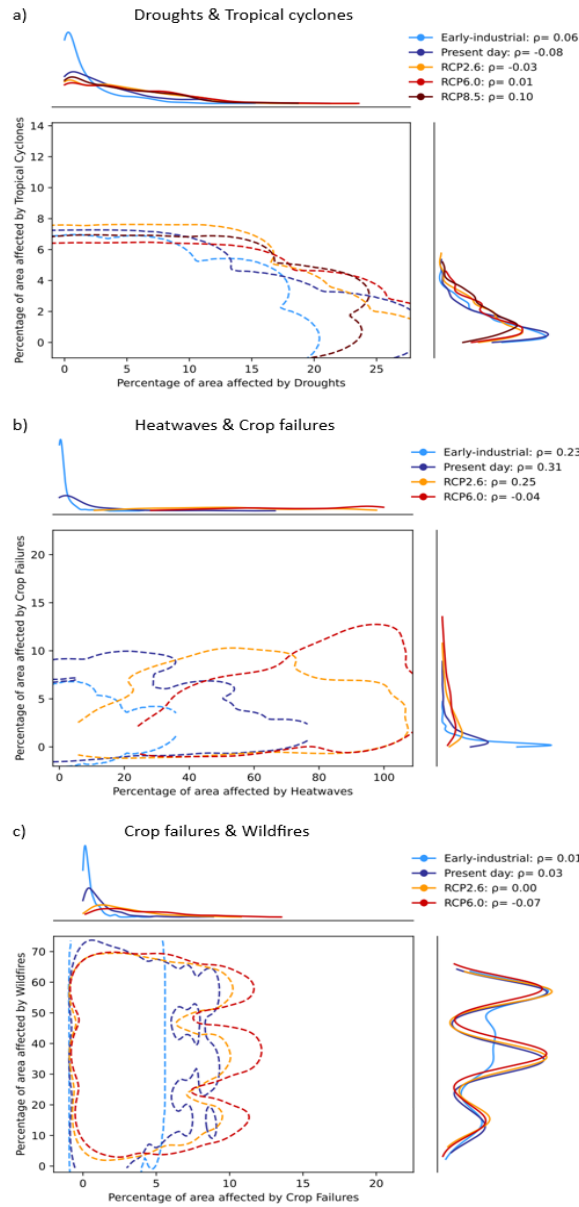 a)
Droughts & Tropical cyclones
Early-industrial: ρ= 0.06
Present day: ρ= -0.08
RCP2.6: ρ= -0.03
RCP6.0: ρ= 0.01
RCP8.5: ρ= 0.10
Percentage of area affected by Tropical Cyclones
14
12
10
8
6
4
2
0
0 5 10 15 20 25
Percentage of area affected by Droughts
b)
Heatwaves & Crop failures
Early-industrial: ρ= 0.23
Present day: ρ= 0.31
RCP2.6: ρ= 0.25
RCP6.0: ρ= -0.04
Percentage of area affected by Crop Failures
20
15
10
5
0
0 20 40 60 80 100
Percentage of area affected by Heatwaves
c)
Crop failures & Wildfires
Early-industrial: ρ= 0.01
Present day: ρ= 0.03
RCP2.6: ρ= 0.00
RCP6.0: ρ= -0.07
Percentage of area affected by Wildfires
70
60
50
40
30
20
10
0
0 5 10 15 20
Percentage of area affected by Crop Failures